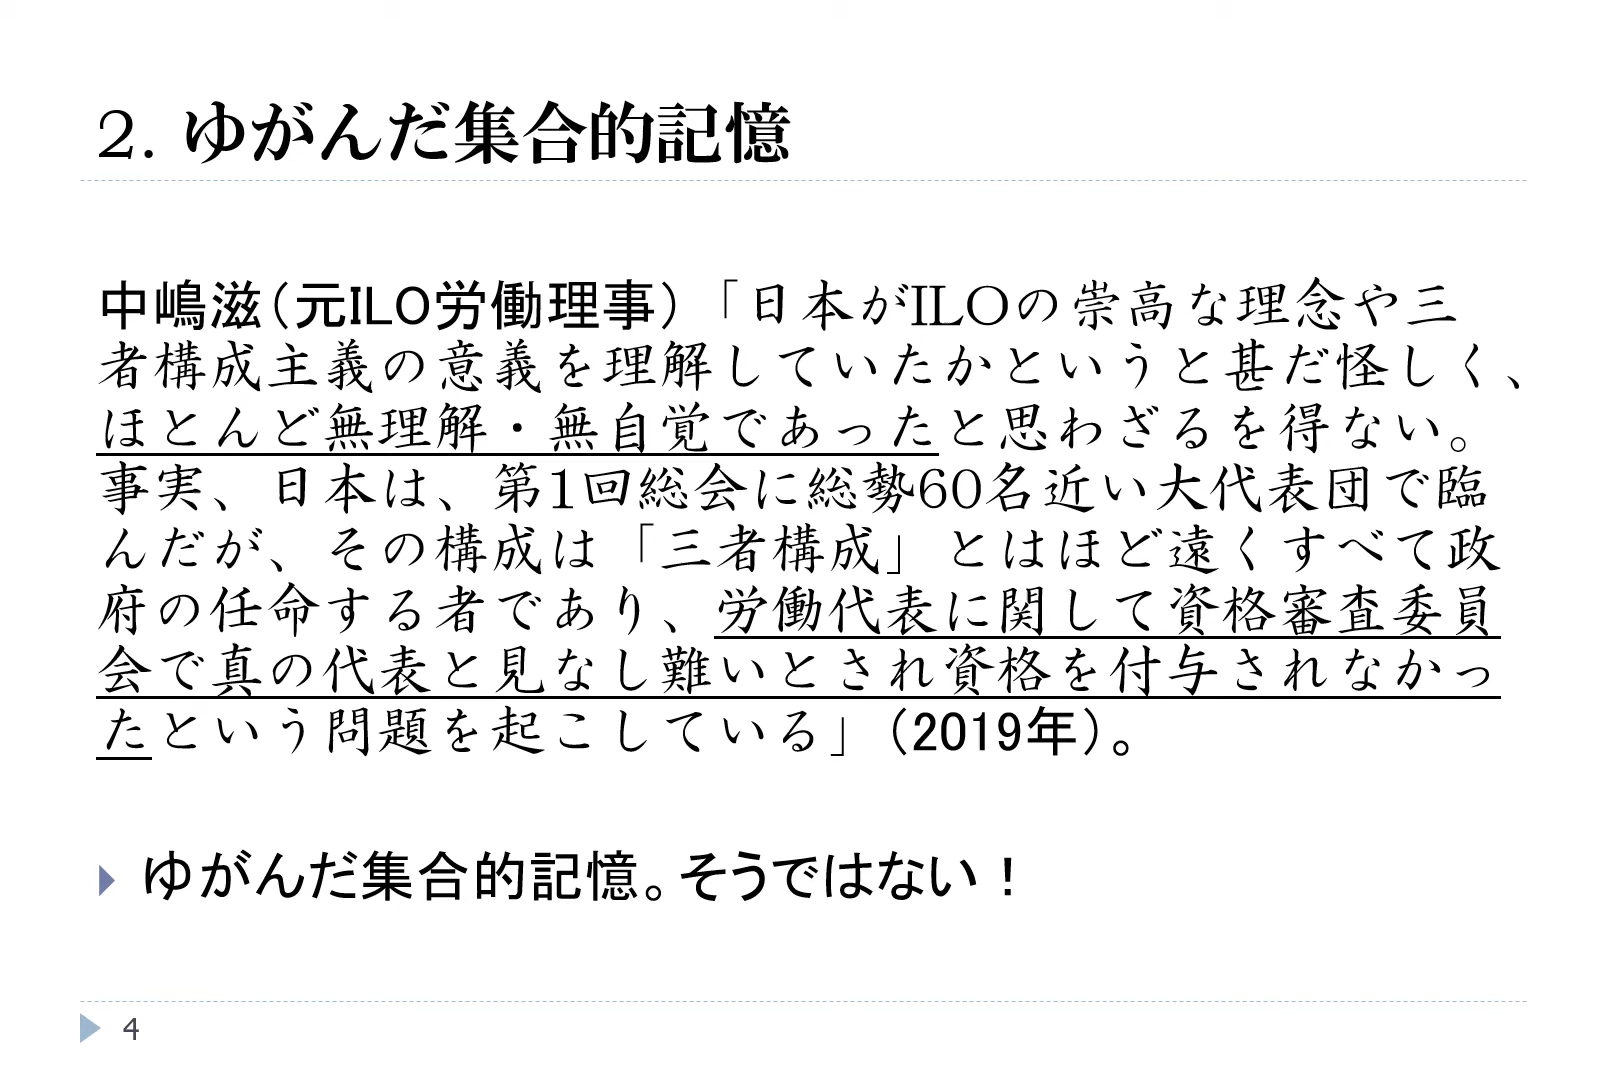 2. ゆがんだ集合的記憶
中嶋滋（元ILO労働理事）「日本がILOの崇高な理念や三
者構成主義の意義を理解していたかというと甚だ怪しく、
ほとんど無理解・無自覚であったと思わざるを得ない。
事実、日本は、第1回総会に総勢60名近い大代表団で臨
んだが、その構成は「三者構成」とはほど遠くすべて政
府の任命する者であり、労働代表に関して資格審査委員
会で真の代表と見なし難いとされ資格を付与されなかっ
たという問題を起こしている」（2019年）。
ゆがんだ集合的記憶。そうではない！
4